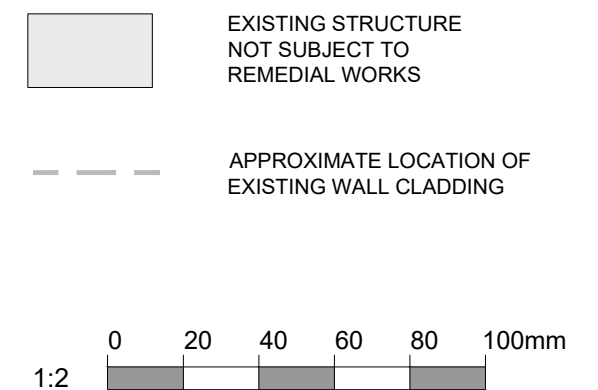 EXISTING STRUCTURE
NOT SUBJECT TO
REMEDIAL WORKS
APPROXIMATE LOCATION OF
EXISTING WALL CLADDING
0 20 40 60 80 100mm
1:2